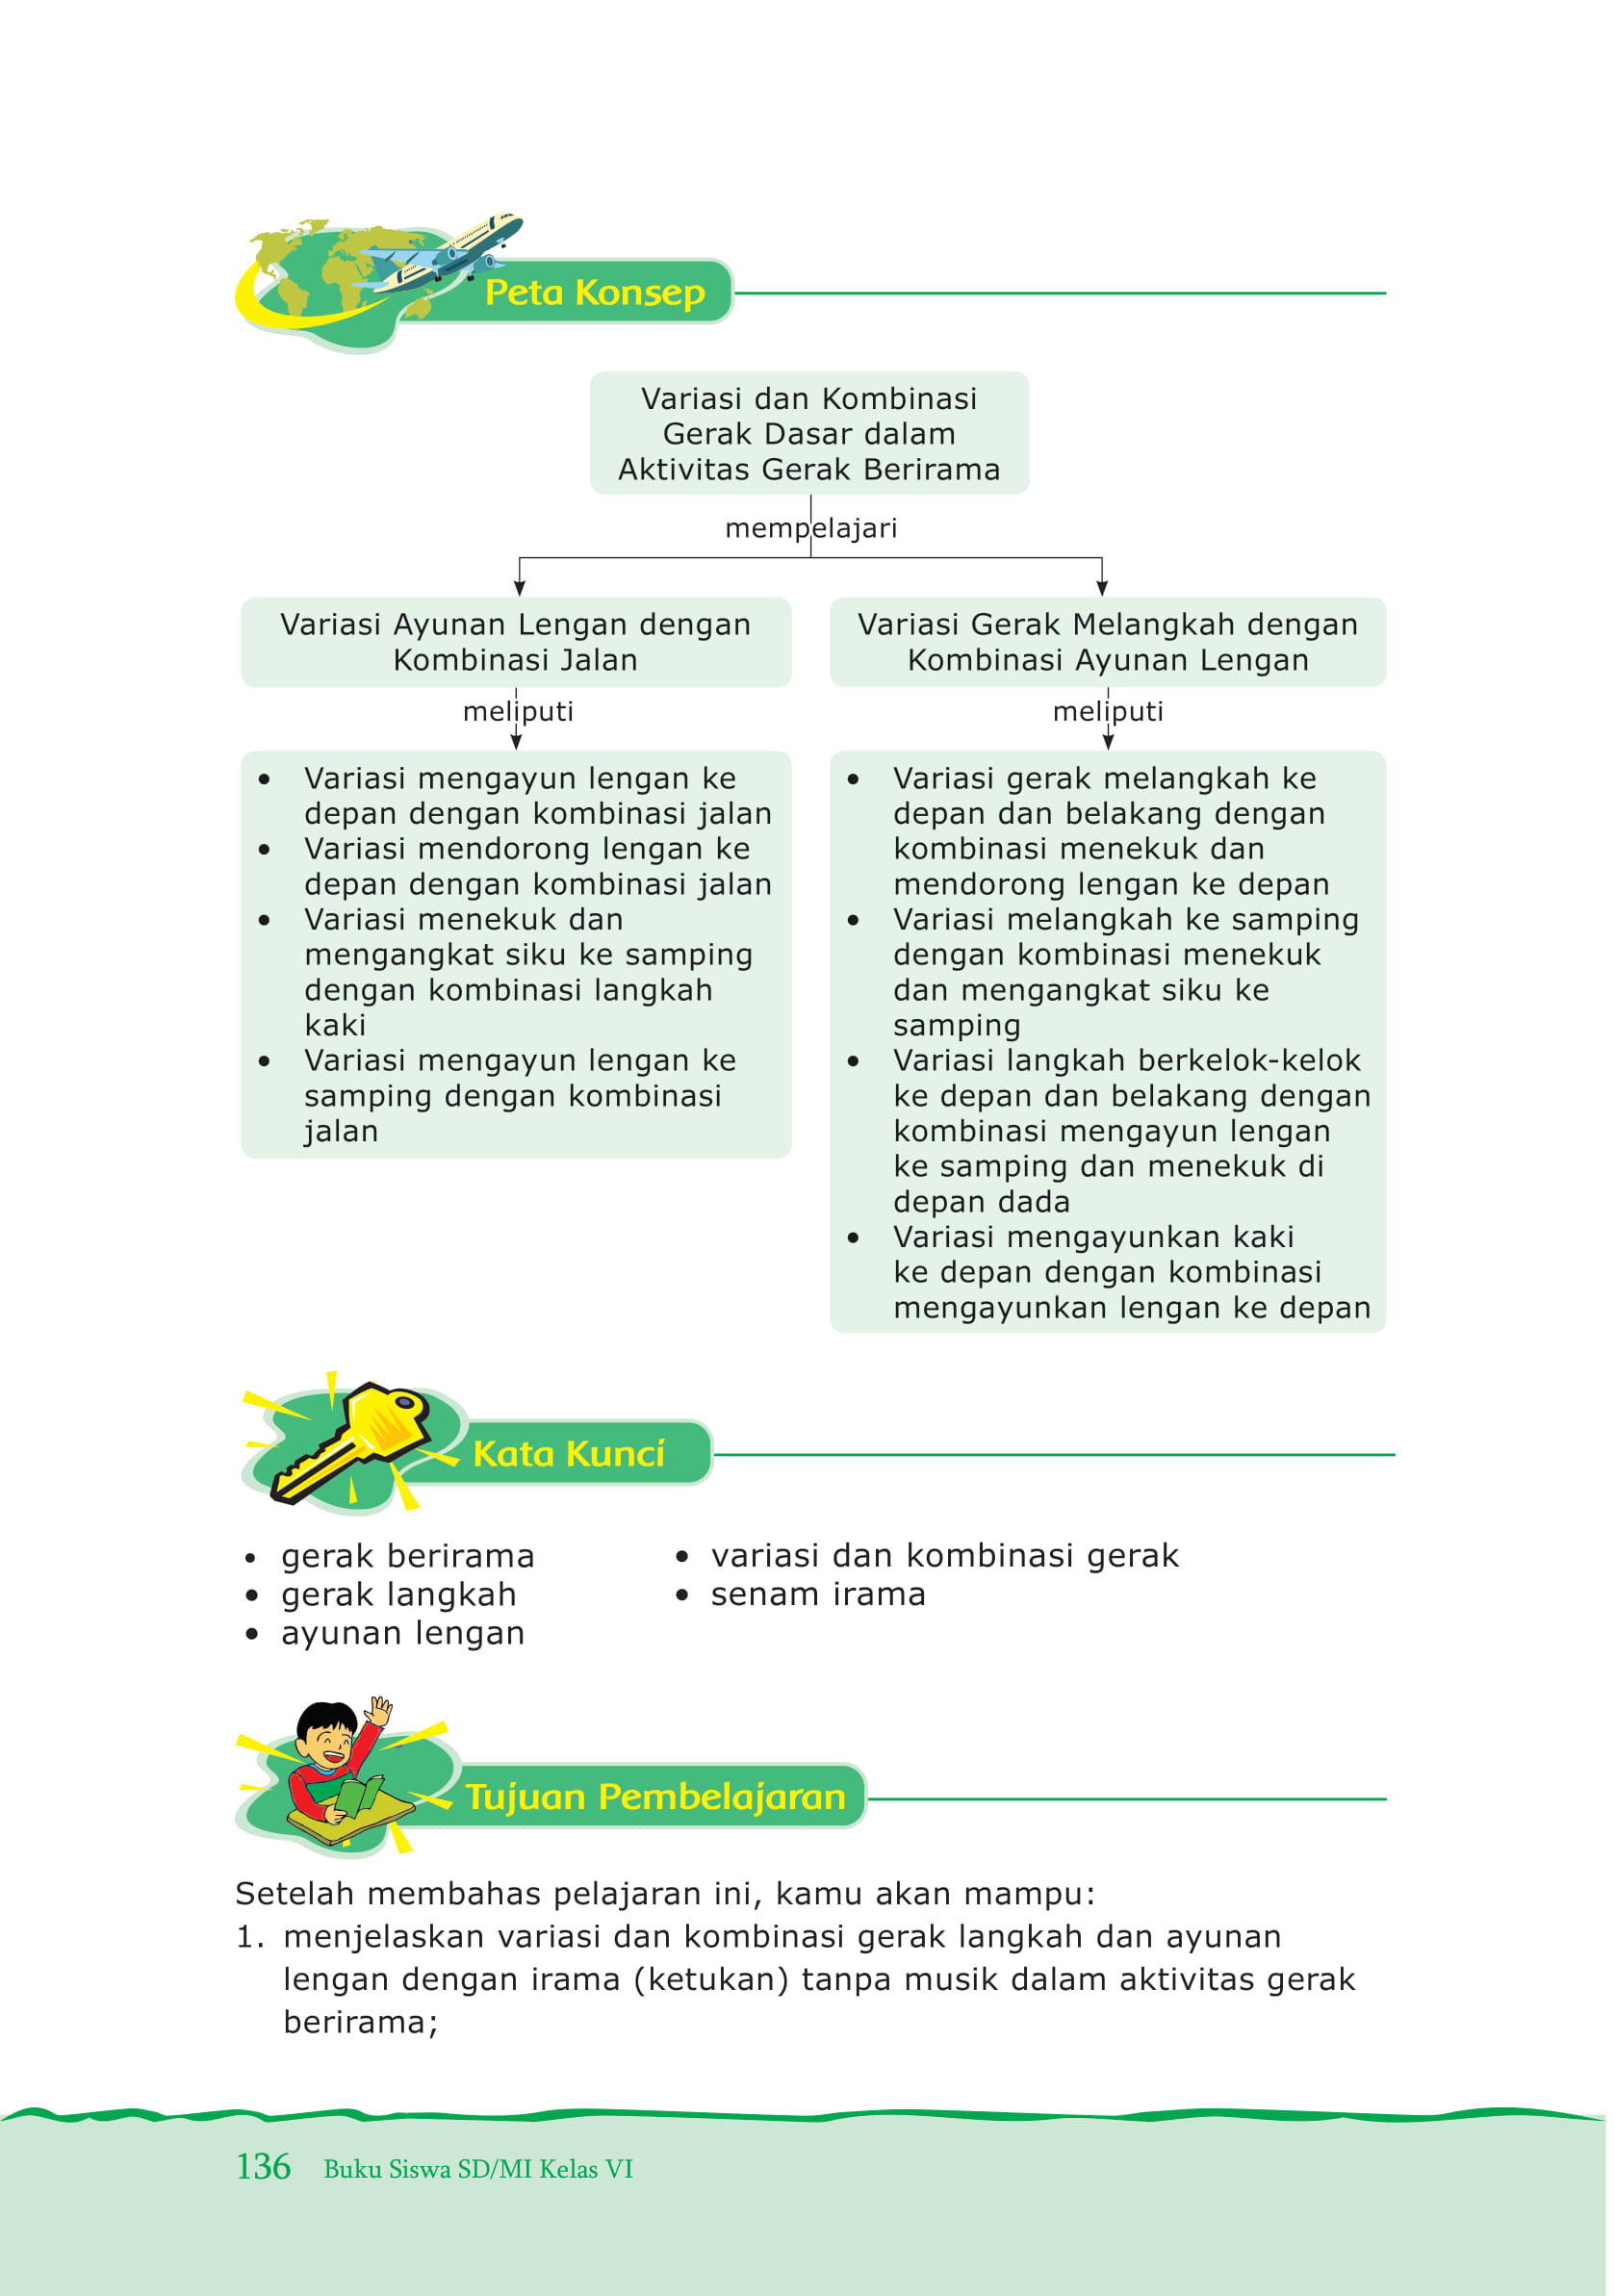 Peta Konsep
Variasi dan Kombinasi
Gerak Dasar dalam
Aktivitas Gerak Berirama
mempelajari
Variasi Ayunan Lengan dengan
Kombinasi Jalan
meliputi
• Variasi mengayun lengan ke
depan dengan kombinasi jalan
• Variasi mendorong lengan ke
depan dengan kombinasi jalan
• Variasi menekuk dan
mengangkat siku ke samping
dengan kombinasi langkah
kaki
• Variasi mengayun lengan ke
samping dengan kombinasi
jalan
Variasi Gerak Melangkah dengan
Kombinasi Ayunan Lengan
meliputi
• Variasi gerak melangkah ke
depan dan belakang dengan
kombinasi menekuk dan
mendorong lengan ke depan
• Variasi melangkah ke samping
dengan kombinasi menekuk
dan mengangkat siku ke
samping
• Variasi langkah berkelok-kelok
ke depan dan belakang dengan
kombinasi mengayun lengan
ke samping dan menekuk di
depan dada
• Variasi mengayunkan kaki
ke depan dengan kombinasi
mengayunkan lengan ke depan
Kata Kunci
• gerak berirama
• gerak langkah
• ayunan lengan
• variasi dan kombinasi gerak
• senam irama
Tujuan Pembelajaran
Setelah membahas pelajaran ini, kamu akan mampu:
1. menjelaskan variasi dan kombinasi gerak langkah dan ayunan
lengan dengan irama (ketukan) tanpa musik dalam aktivitas gerak
berirama;
136 Buku Siswa SD/MI Kelas VI